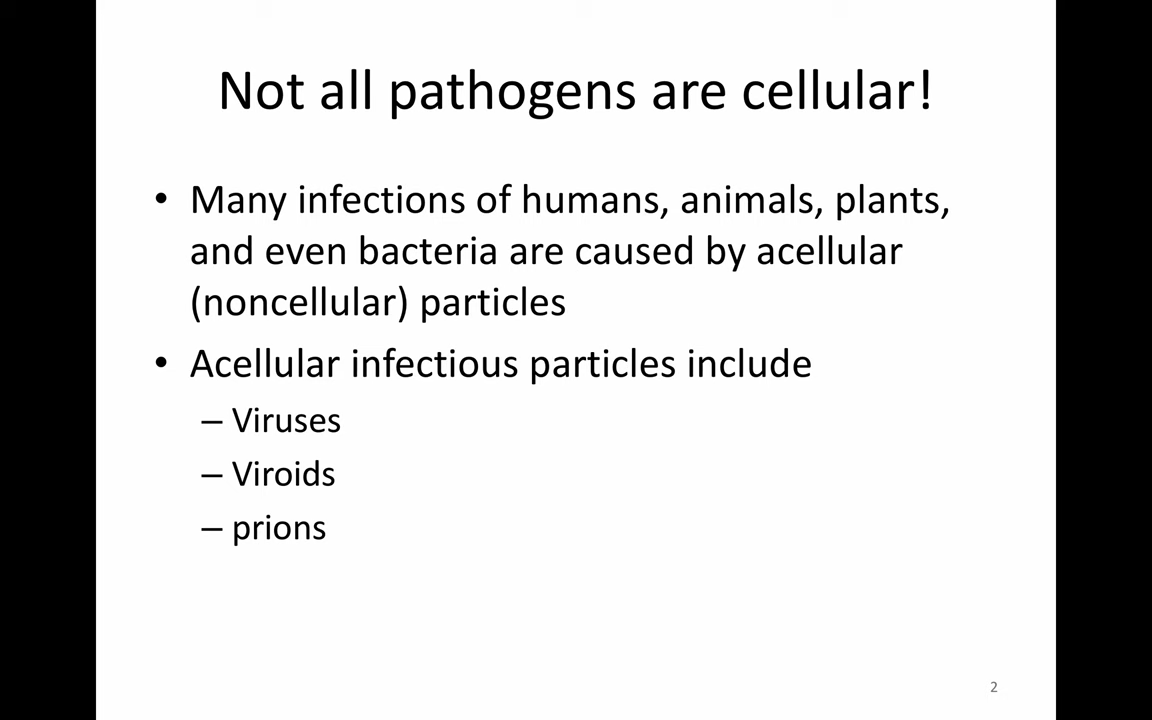 Not all pathogens are cellular!
• Many infections of humans, animals, plants,
and even bacteria are caused by acellular
(noncellular) particles
• Acellular infectious particles include
– Viruses
– Viroids
– prions
2